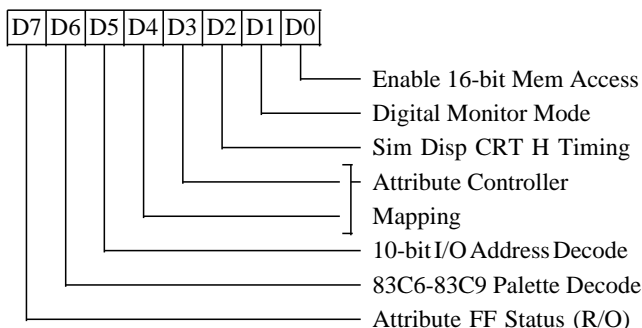 D7 D6 D5 D4 D3 D2 D1 D0
Enable 16-bit Mem Access
Digital Monitor Mode
Sim Disp CRT H Timing
Attribute Controller
Mapping
10-bit I/O Address Decode
83C6-83C9 Palette Decode
Attribute FF Status (R/O)